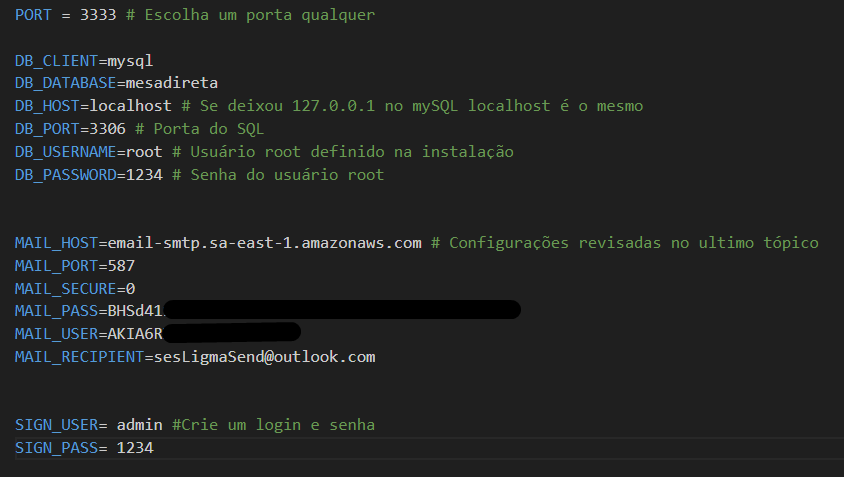 PORT = 3333 # Escolha um porta qualquer
DB_CLIENT=mysql
DB_DATABASE=mesadireta
DB_HOST=localhost # Se deixou 127.0.0.1 no mySQL localhost é o mesmo
DB_PORT=3306 # Porta do SQL
DB_USERNAME=root # Usuário root definido na instalação
DB_PASSWORD=1234 # Senha do usuário root
MAIL_HOST=email-smtp.sa-east-1.amazonaws.com # Configurações revisadas no ultimo tópico
MAIL_PORT=587
MAIL_SECURE=0
MAIL_PASS=BHSd41
MAIL_USER=AKIA6R
MAIL_RECIPIENT=sesLigmaSend@outlook.com
SIGN_USER= admin #Crie um login e senha
SIGN_PASS= 1234